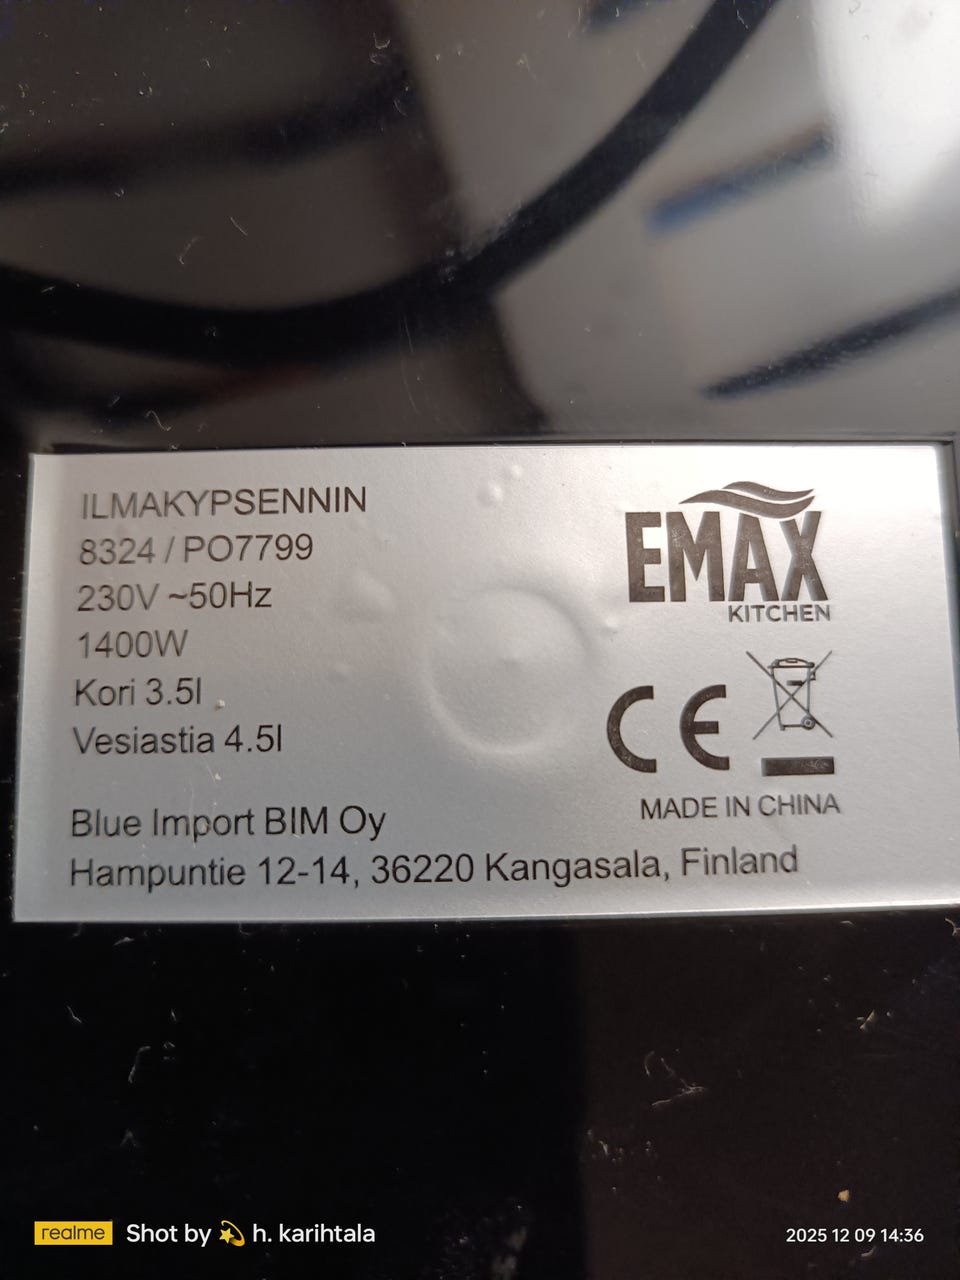 ILMAKYPSENNIN
8324 / PO7799
230V ~50Hz
1400W
Kori 3.5l
Vesiastia 4.5l
Blue Import BIM Oy
Hampuntie 12-14, 36220 Kangasala, Finland
EMAX
KITCHEN
CE
MADE IN CHINA
realme Shot by 💫 h. karihtala
2025 12 09 14:36